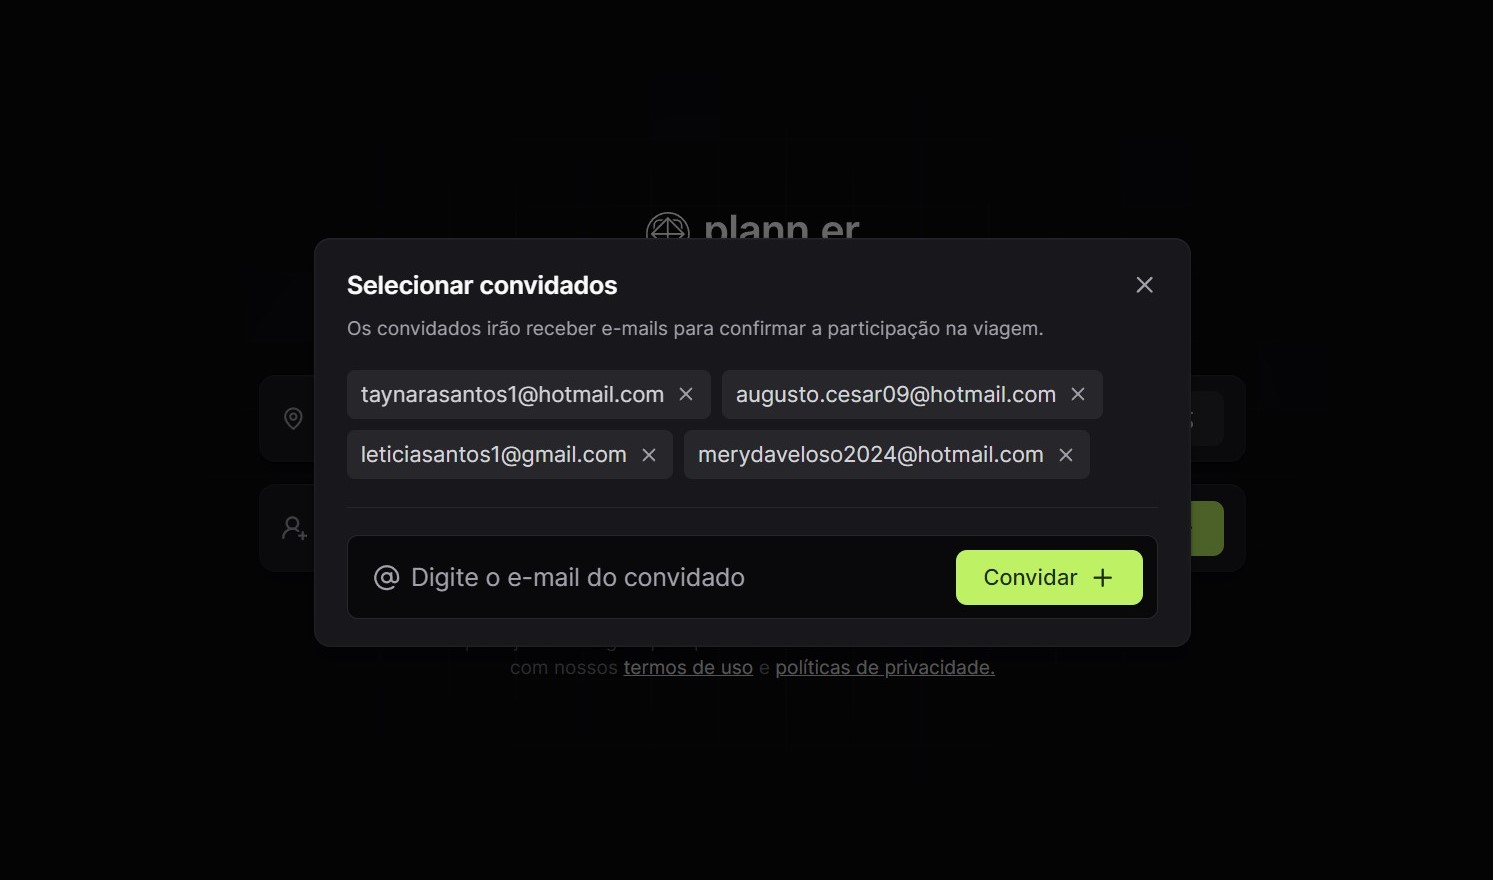 plann.er
Selecionar convidados
Os convidados irão receber e-mails para confirmar a participação na viagem.
taynarasantos1@hotmail.com augusto.cesar09@hotmail.com
leticiasantos1@gmail.com merydaveloso2024@hotmail.com
Digite o e-mail do convidado Convidar
com nossos termos de uso e políticas de privacidade.